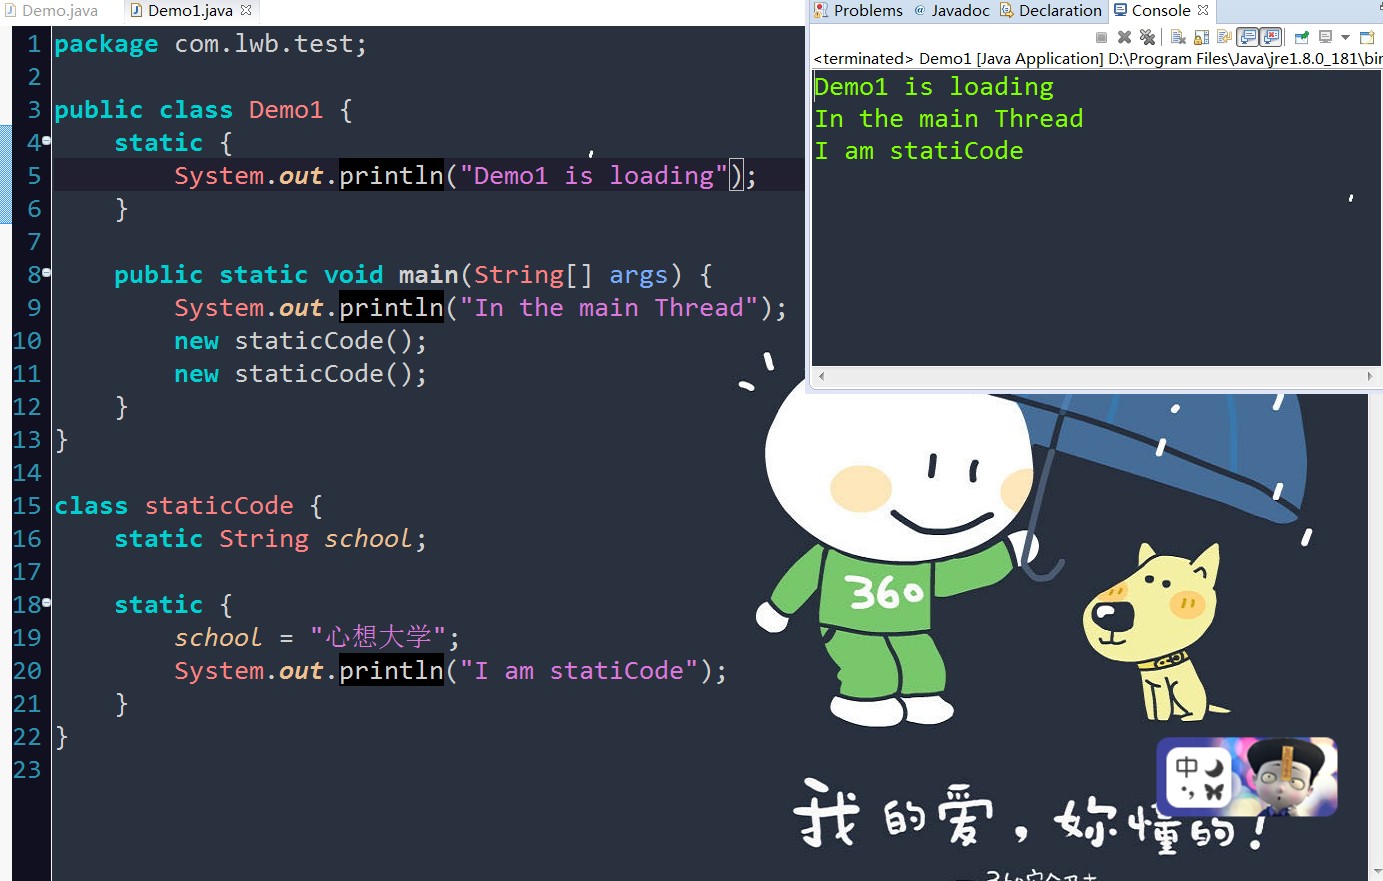 Demo.java Demo1.java
1 package com.lwb.test;
2
3 public class Demo1 {
4 static {
5 System.out.println("Demo1 is loading");
6 }
7
8 public static void main(String[] args) {
9 System.out.println("In the main Thread");
10 new staticCode();
11 new staticCode();
12 }
13 }
14
15 class staticCode {
16 static String school;
17
18 static {
19 school = "心想大学";
20 System.out.println("I am statiCode");
21 }
22 }
23
Problems @ Javadoc Declaration Console
<terminated> Demo1 [Java Application] D:\Program Files\Java\jre1.8.0_181\bin
Demo1 is loading
In the main Thread
I am statiCode
360
中
我的爱，妳懂的！